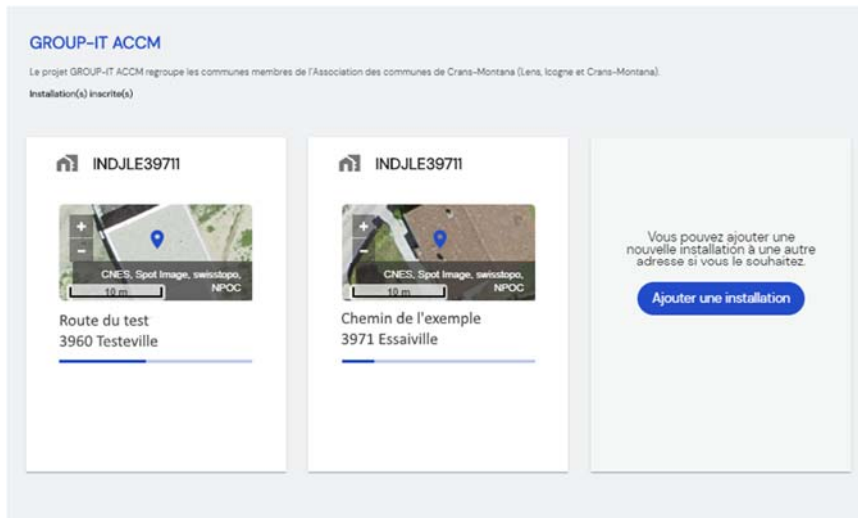 GROUP-IT ACCM
Le projet GROUP-IT ACCM regroupe les communes membres de l'Association des communes de Crans-Montana (Lens, Icogne et Crans-Montana).
Installation(s) inscrite(s)
INDJLE39711
+
-
CNES, Spot Image, swisstopo,
NPOC
10 m
Route du test
3960 Testeville
INDJLE39711
+
-
CNES, Spot Image, swisstopo,
NPOC
10 m
Chemin de l'exemple
3971 Essaiville
Vous pouvez ajouter une
nouvelle installation à une autre
adresse si vous le souhaitez.
Ajouter une installation